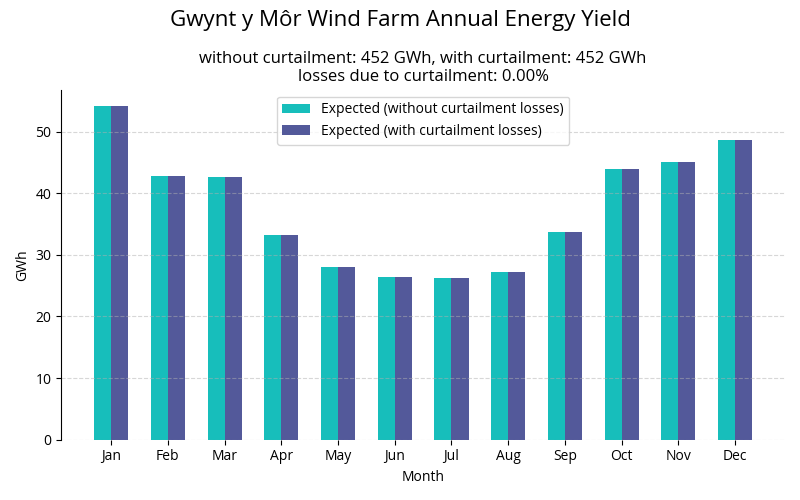 Gwynt y Môr Wind Farm Annual Energy Yield
without curtailment: 452 GWh, with curtailment: 452 GWh
losses due to curtailment: 0.00%
Expected (without curtailment losses)
Expected (with curtailment losses)
GWh
50
40
30
20
10
0
Jan Feb Mar Apr May Jun Jul Aug Sep Oct Nov Dec
Month